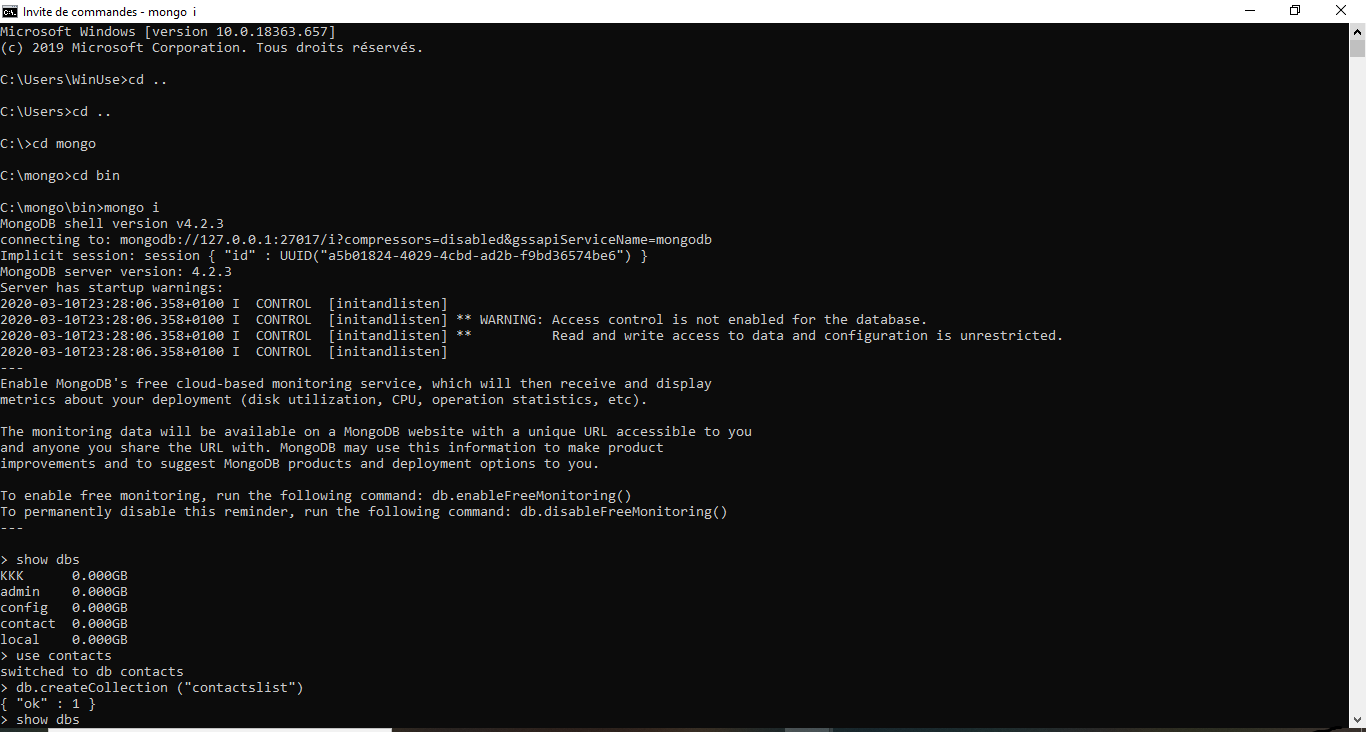 Invite de commandes - mongo  i
Microsoft Windows [version 10.0.18363.657]
(c) 2019 Microsoft Corporation. Tous droits réservés.
C:\Users\WinUse>cd ..
C:\Users>cd ..
C:\>cd mongo
C:\mongo>cd bin
C:\mongo\bin>mongo i
MongoDB shell version v4.2.3
connecting to: mongodb://127.0.0.1:27017/i?compressors=disabled&gssapiServiceName=mongodb
Implicit session: session { "id" : UUID("a5b01824-4029-4cbd-ad2b-f9bd36574be6") }
MongoDB server version: 4.2.3
Server has startup warnings:
2020-03-10T23:28:06.358+0100 I  CONTROL  [initandlisten]
2020-03-10T23:28:06.358+0100 I  CONTROL  [initandlisten] ** WARNING: Access control is not enabled for the database.
2020-03-10T23:28:06.358+0100 I  CONTROL  [initandlisten] **          Read and write access to data and configuration is unrestricted.
2020-03-10T23:28:06.358+0100 I  CONTROL  [initandlisten]
---
Enable MongoDB's free cloud-based monitoring service, which will then receive and display
metrics about your deployment (disk utilization, CPU, operation statistics, etc).
The monitoring data will be available on a MongoDB website with a unique URL accessible to you
and anyone you share the URL with. MongoDB may use this information to make product
improvements and to suggest MongoDB products and deployment options to you.
To enable free monitoring, run the following command: db.enableFreeMonitoring()
To permanently disable this reminder, run the following command: db.disableFreeMonitoring()
---
> show dbs
KKK      0.000GB
admin    0.000GB
config   0.000GB
contact  0.000GB
local    0.000GB
> use contacts
switched to db contacts
> db.createCollection ("contactslist")
{ "ok" : 1 }
> show dbs